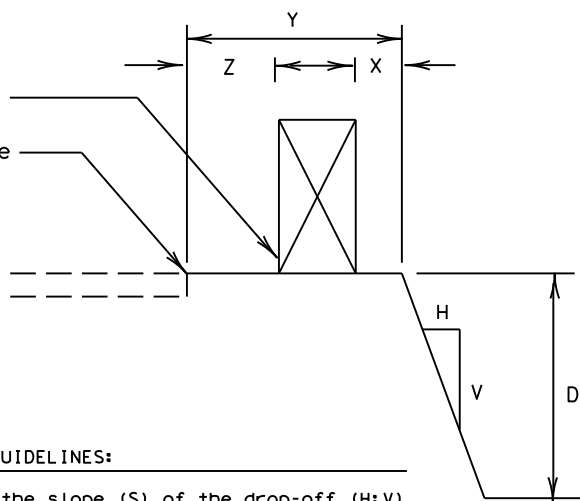 Y
Z
X
e
H
V
D
UIDELINES:
the slope (S) of the drop-off (H:V)